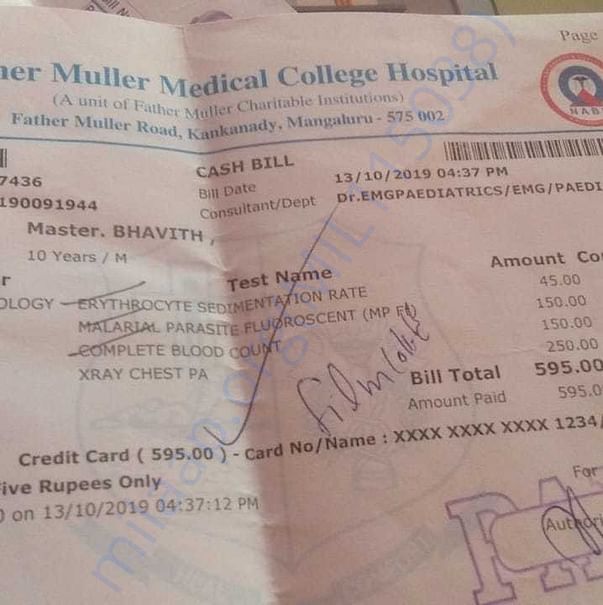 Page
her Muller Medical College Hospital
(A unit of Father Muller Charitable Institutions)
Father Muller Road, Kankanady, Mangaluru - 575 002
NAB
CASH BILL
7436
Bill Date 13/10/2019 04:37 PM
190091944
Consultant/Dept Dr.EMGPAEDIATRICS/EMG/PAEDI
Master. BHAVITH ,
10 Years / M
r Test Name Amount Co
OLOGY ERYTHROCYTE SEDIMENTATION RATE 45.00
MALARIAL PARASITE FLUOROSCENT (MP F 150.00
COMPLETE BLOOD COUNT 150.00
XRAY CHEST PA 250.00
Bill Total 595.00
Amount Paid 595.0
Credit Card ( 595.00 ) - Card No/Name : XXXX XXXX XXXX 1234/
Five Rupees Only
) on 13/10/2019 04:37:12 PM
For
Authori
PA